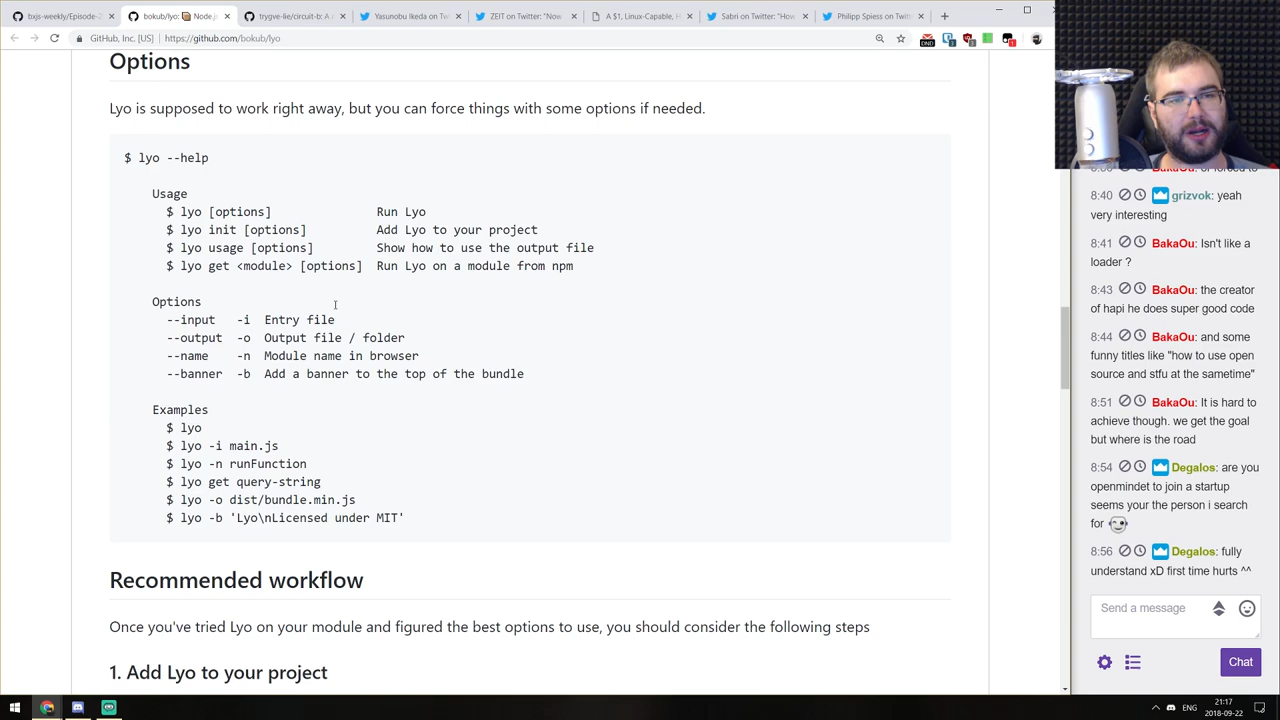 bxjs-weekly/Episode-2
bokub/lyo: 📦 Node.js
trygve-lie/circuit-b: A c
Yasunobu Ikeda on Tw
ZEIT on Twitter: "Now
A $1, Linux-Capable, H
Sabri on Twitter: "How
Philipp Spiess on Twitt
GitHub, Inc. [US] | https://github.com/bokub/lyo
Options
Lyo is supposed to work right away, but you can force things with some options if needed.
$ lyo --help
Usage
$ lyo [options] Run Lyo
$ lyo init [options] Add Lyo to your project
$ lyo usage [options] Show how to use the output file
$ lyo get <module> [options] Run Lyo on a module from npm
Options
--input -i Entry file
--output -o Output file / folder
--name -n Module name in browser
--banner -b Add a banner to the top of the bundle
Examples
$ lyo
$ lyo -i main.js
$ lyo -n runFunction
$ lyo get query-string
$ lyo -o dist/bundle.min.js
$ lyo -b 'Lyo\nLicensed under MIT'
Recommended workflow
Once you've tried Lyo on your module and figured the best options to use, you should consider the following steps
1. Add Lyo to your project
8:40 grizvok: yeah
very interesting
8:41 BakaOu: Isn't like a
loader ?
8:43 BakaOu: the creator
of hapi he does super good code
8:44 BakaOu: and some
funny titles like "how to use open
source and stfu at the sametime"
8:51 BakaOu: It is hard to
achieve though. we get the goal
but where is the road
8:54 Degalos: are you
openmindet to join a startup
seems your the person i search
for
8:56 Degalos: fully
understand xD first time hurts ^^
Send a message
Chat
ENG
21:17
2018-09-22